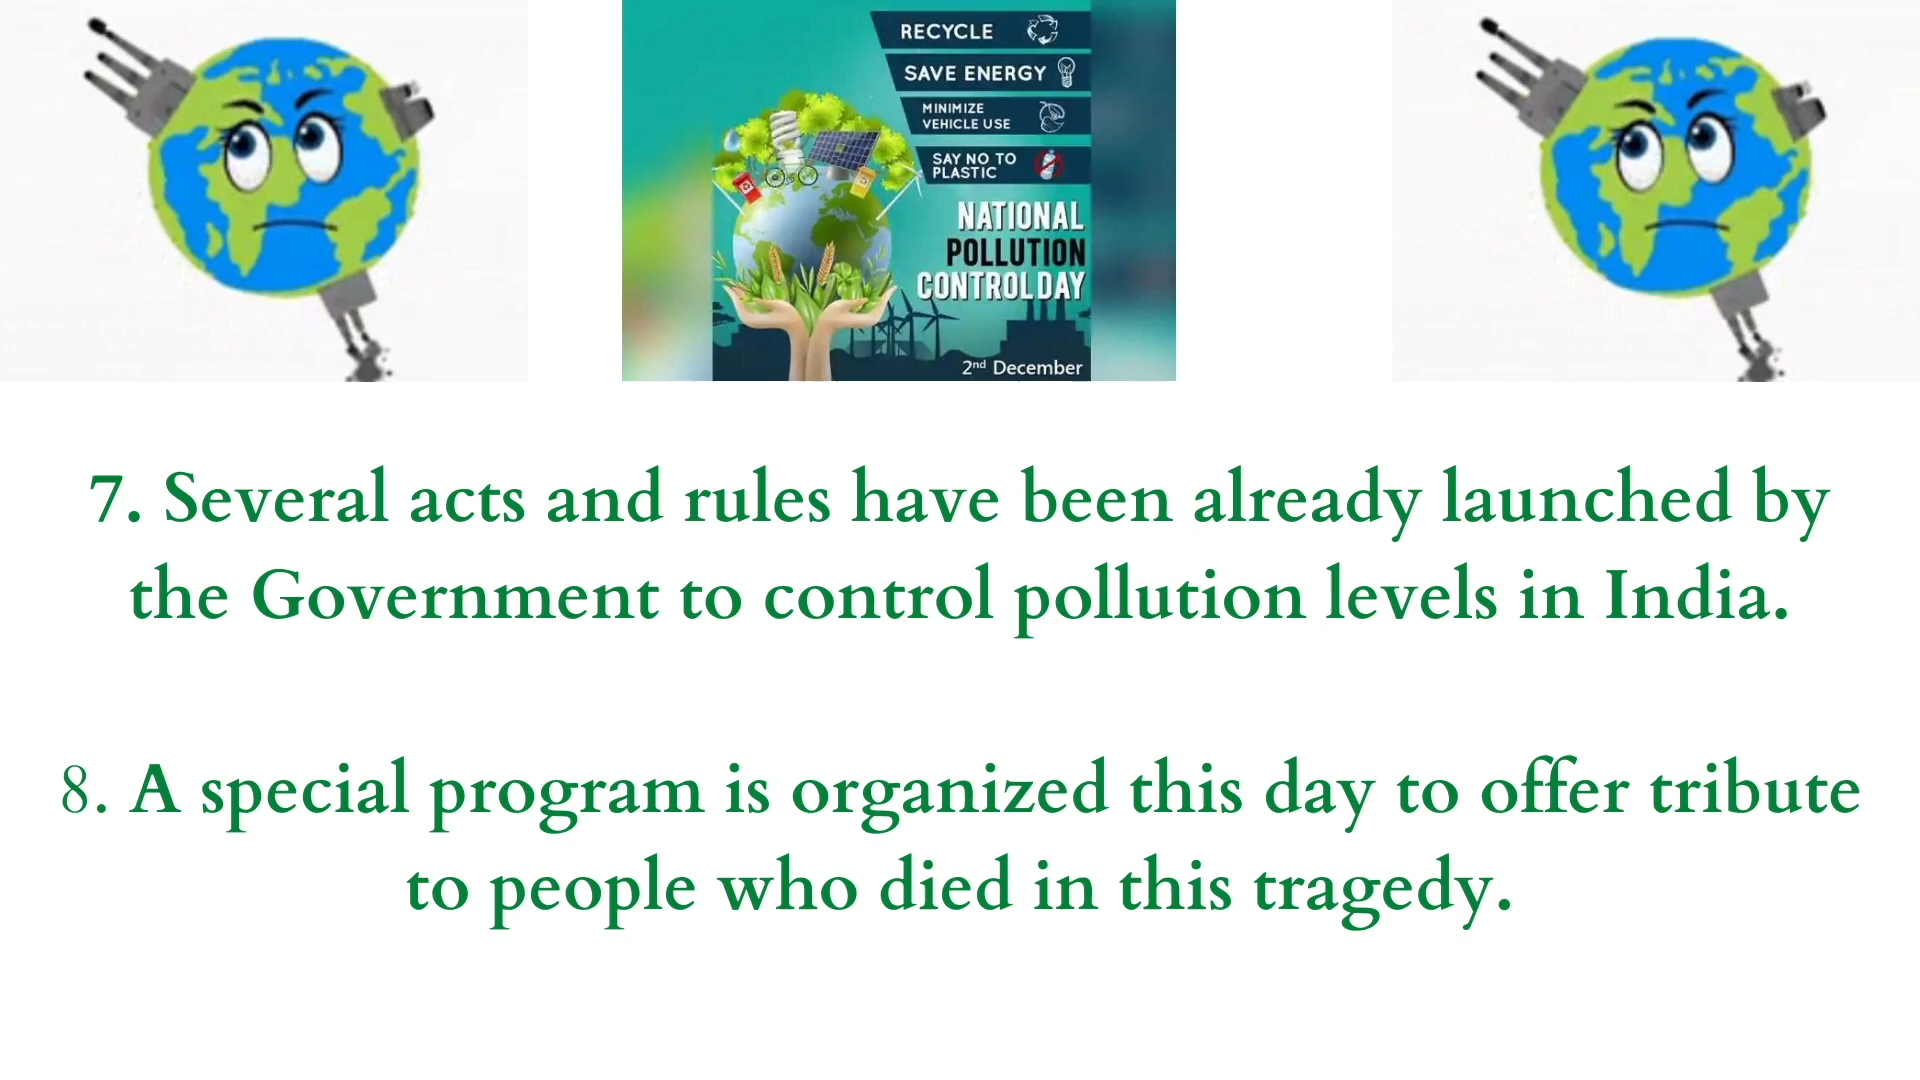 RECYCLE
SAVE ENERGY
MINIMIZE
VEHICLE USE
SAY NO TO
PLASTIC
NATIONAL
POLLUTION
CONTROL DAY
2nd December
7. Several acts and rules have been already launched by
the Government to control pollution levels in India.
8. A special program is organized this day to offer tribute
to people who died in this tragedy.